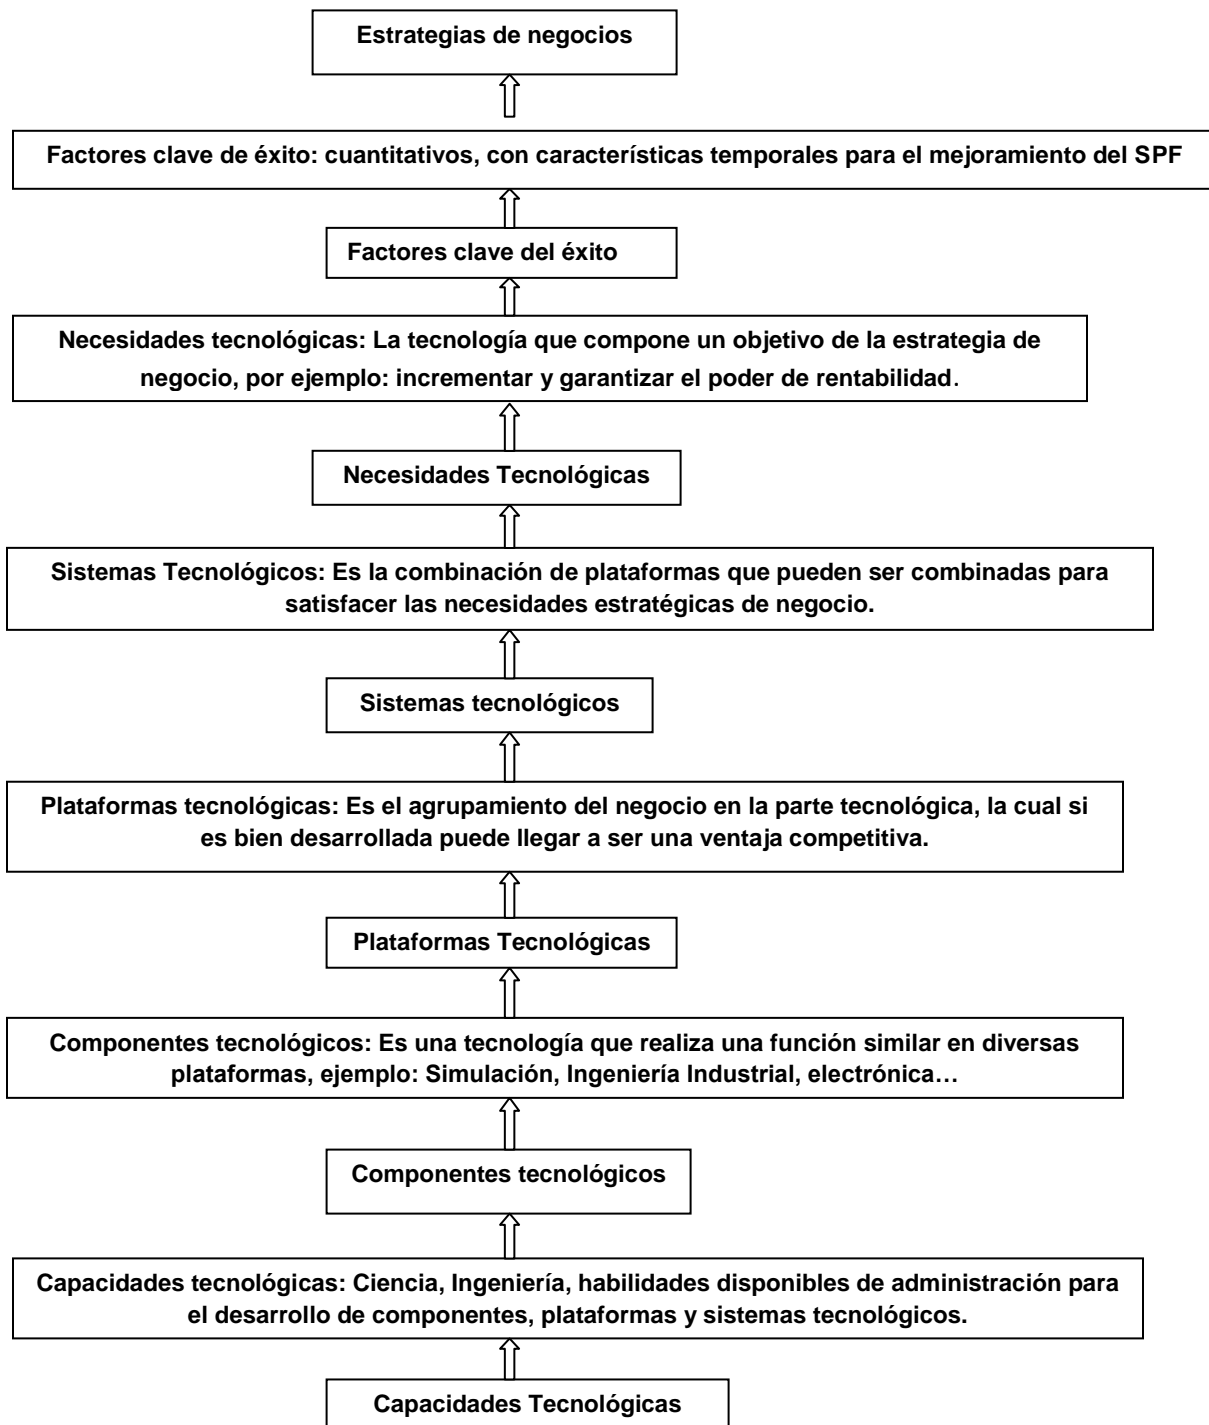 Estrategias de negocios
Factores clave de éxito: cuantitativos, con características temporales para el mejoramiento del SPF
Factores clave del éxito
Necesidades tecnológicas: La tecnología que compone un objetivo de la estrategia de
negocio, por ejemplo: incrementar y garantizar el poder de rentabilidad.
Necesidades Tecnológicas
Sistemas Tecnológicos: Es la combinación de plataformas que pueden ser combinadas para
satisfacer las necesidades estratégicas de negocio.
Sistemas tecnológicos
Plataformas tecnológicas: Es el agrupamiento del negocio en la parte tecnológica, la cual si
es bien desarrollada puede llegar a ser una ventaja competitiva.
Plataformas Tecnológicas
Componentes tecnológicos: Es una tecnología que realiza una función similar en diversas
plataformas, ejemplo: Simulación, Ingeniería Industrial, electrónica…
Componentes tecnológicos
Capacidades tecnológicas: Ciencia, Ingeniería, habilidades disponibles de administración para
el desarrollo de componentes, plataformas y sistemas tecnológicos.
Capacidades Tecnológicas